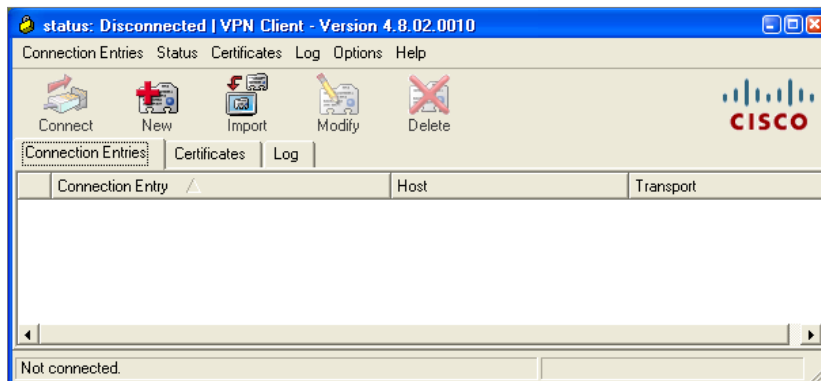 status: Disconnected | VPN Client - Version 4.8.02.0010
Connection Entries Status Certificates Log Options Help
Connect New Import Modify Delete
CISCO
Connection Entries Certificates Log
Connection Entry Host Transport
Not connected.